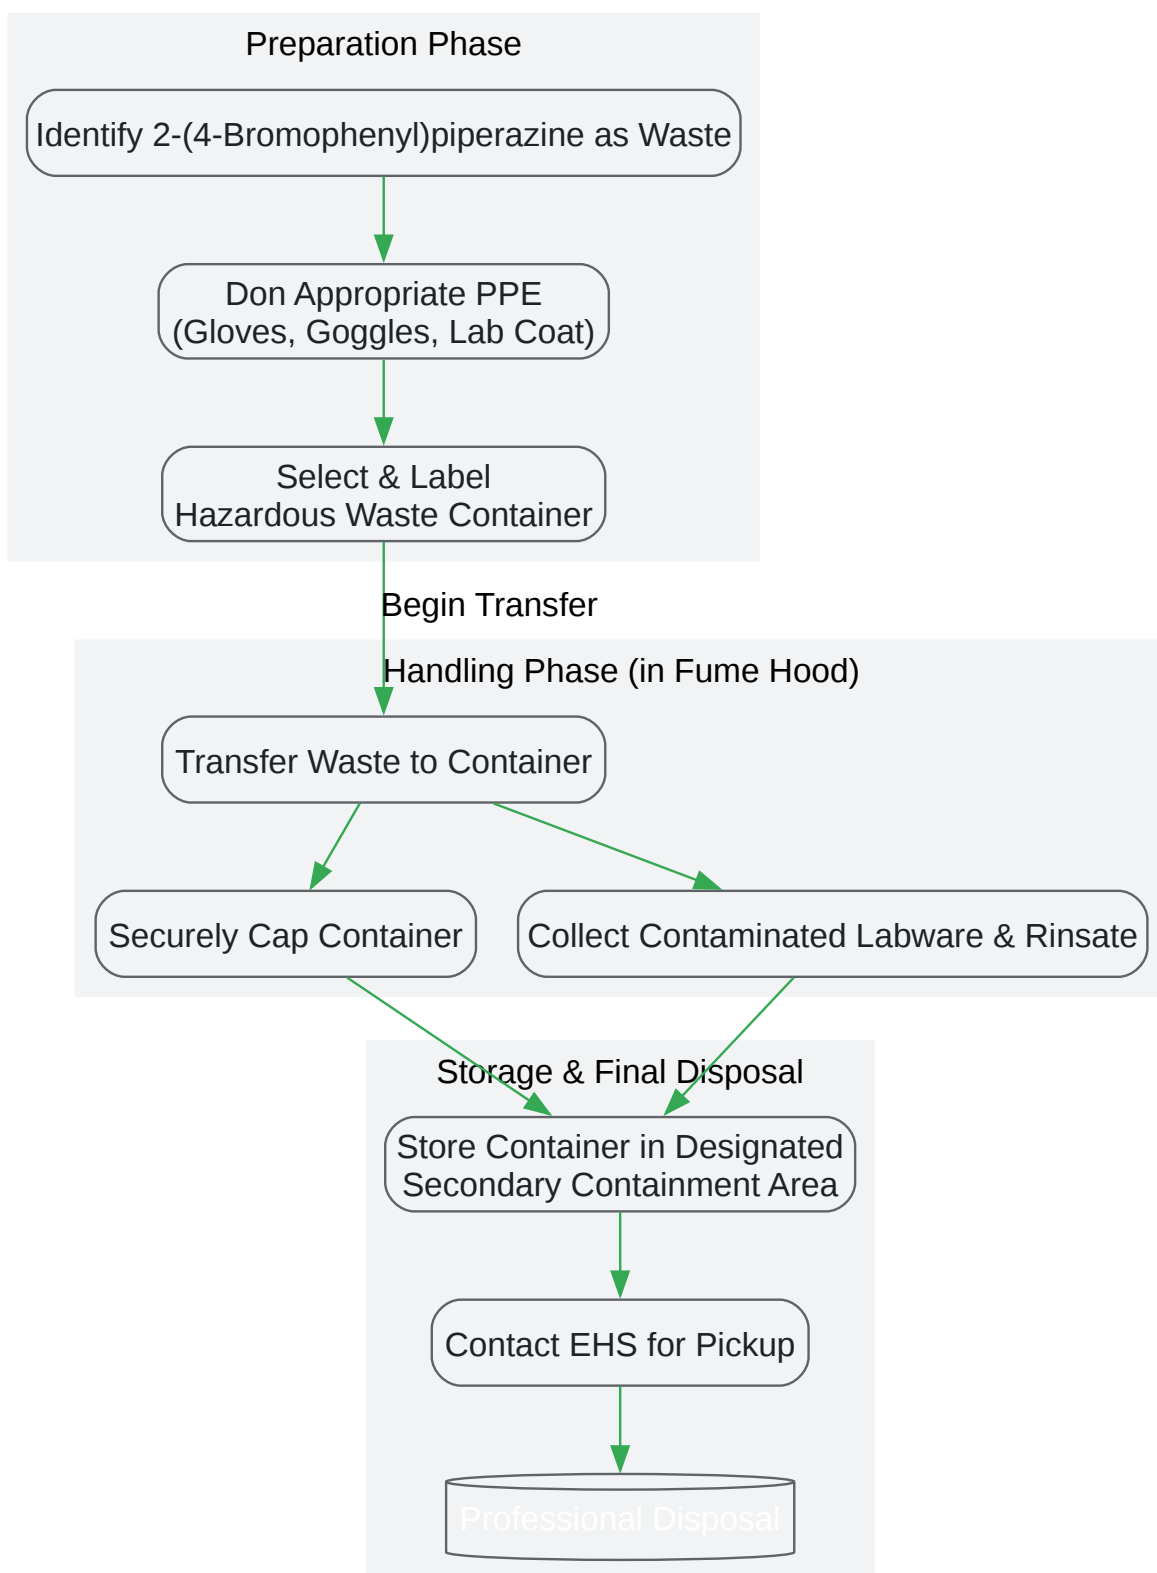 Preparation Phase
Identify 2-(4-Bromophenyl)piperazine as Waste
Don Appropriate PPE
(Gloves, Goggles, Lab Coat)
Select & Label
Hazardous Waste Container
Begin Transfer
Handling Phase (in Fume Hood)
Transfer Waste to Container
Securely Cap Container
Collect Contaminated Labware & Rinsate
Storage & Final Disposal
Store Container in Designated
Secondary Containment Area
Contact EHS for Pickup
Professional Disposal